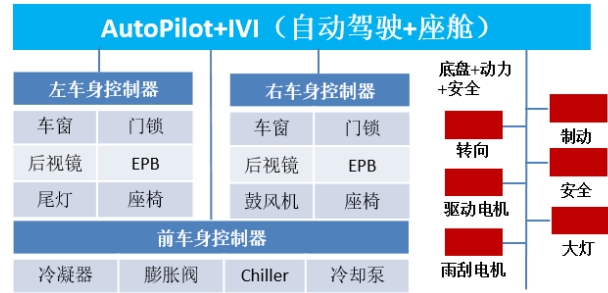 AutoPilot+IVI（自动驾驶+座舱）
左车身控制器
车窗 门锁
后视镜 EPB
尾灯 座椅
右车身控制器
车窗 门锁
后视镜 EPB
鼓风机 座椅
前车身控制器
冷凝器 膨胀阀 Chiller 冷却泵
底盘+动力
+安全
转向
驱动电机
雨刮电机
制动
安全
大灯